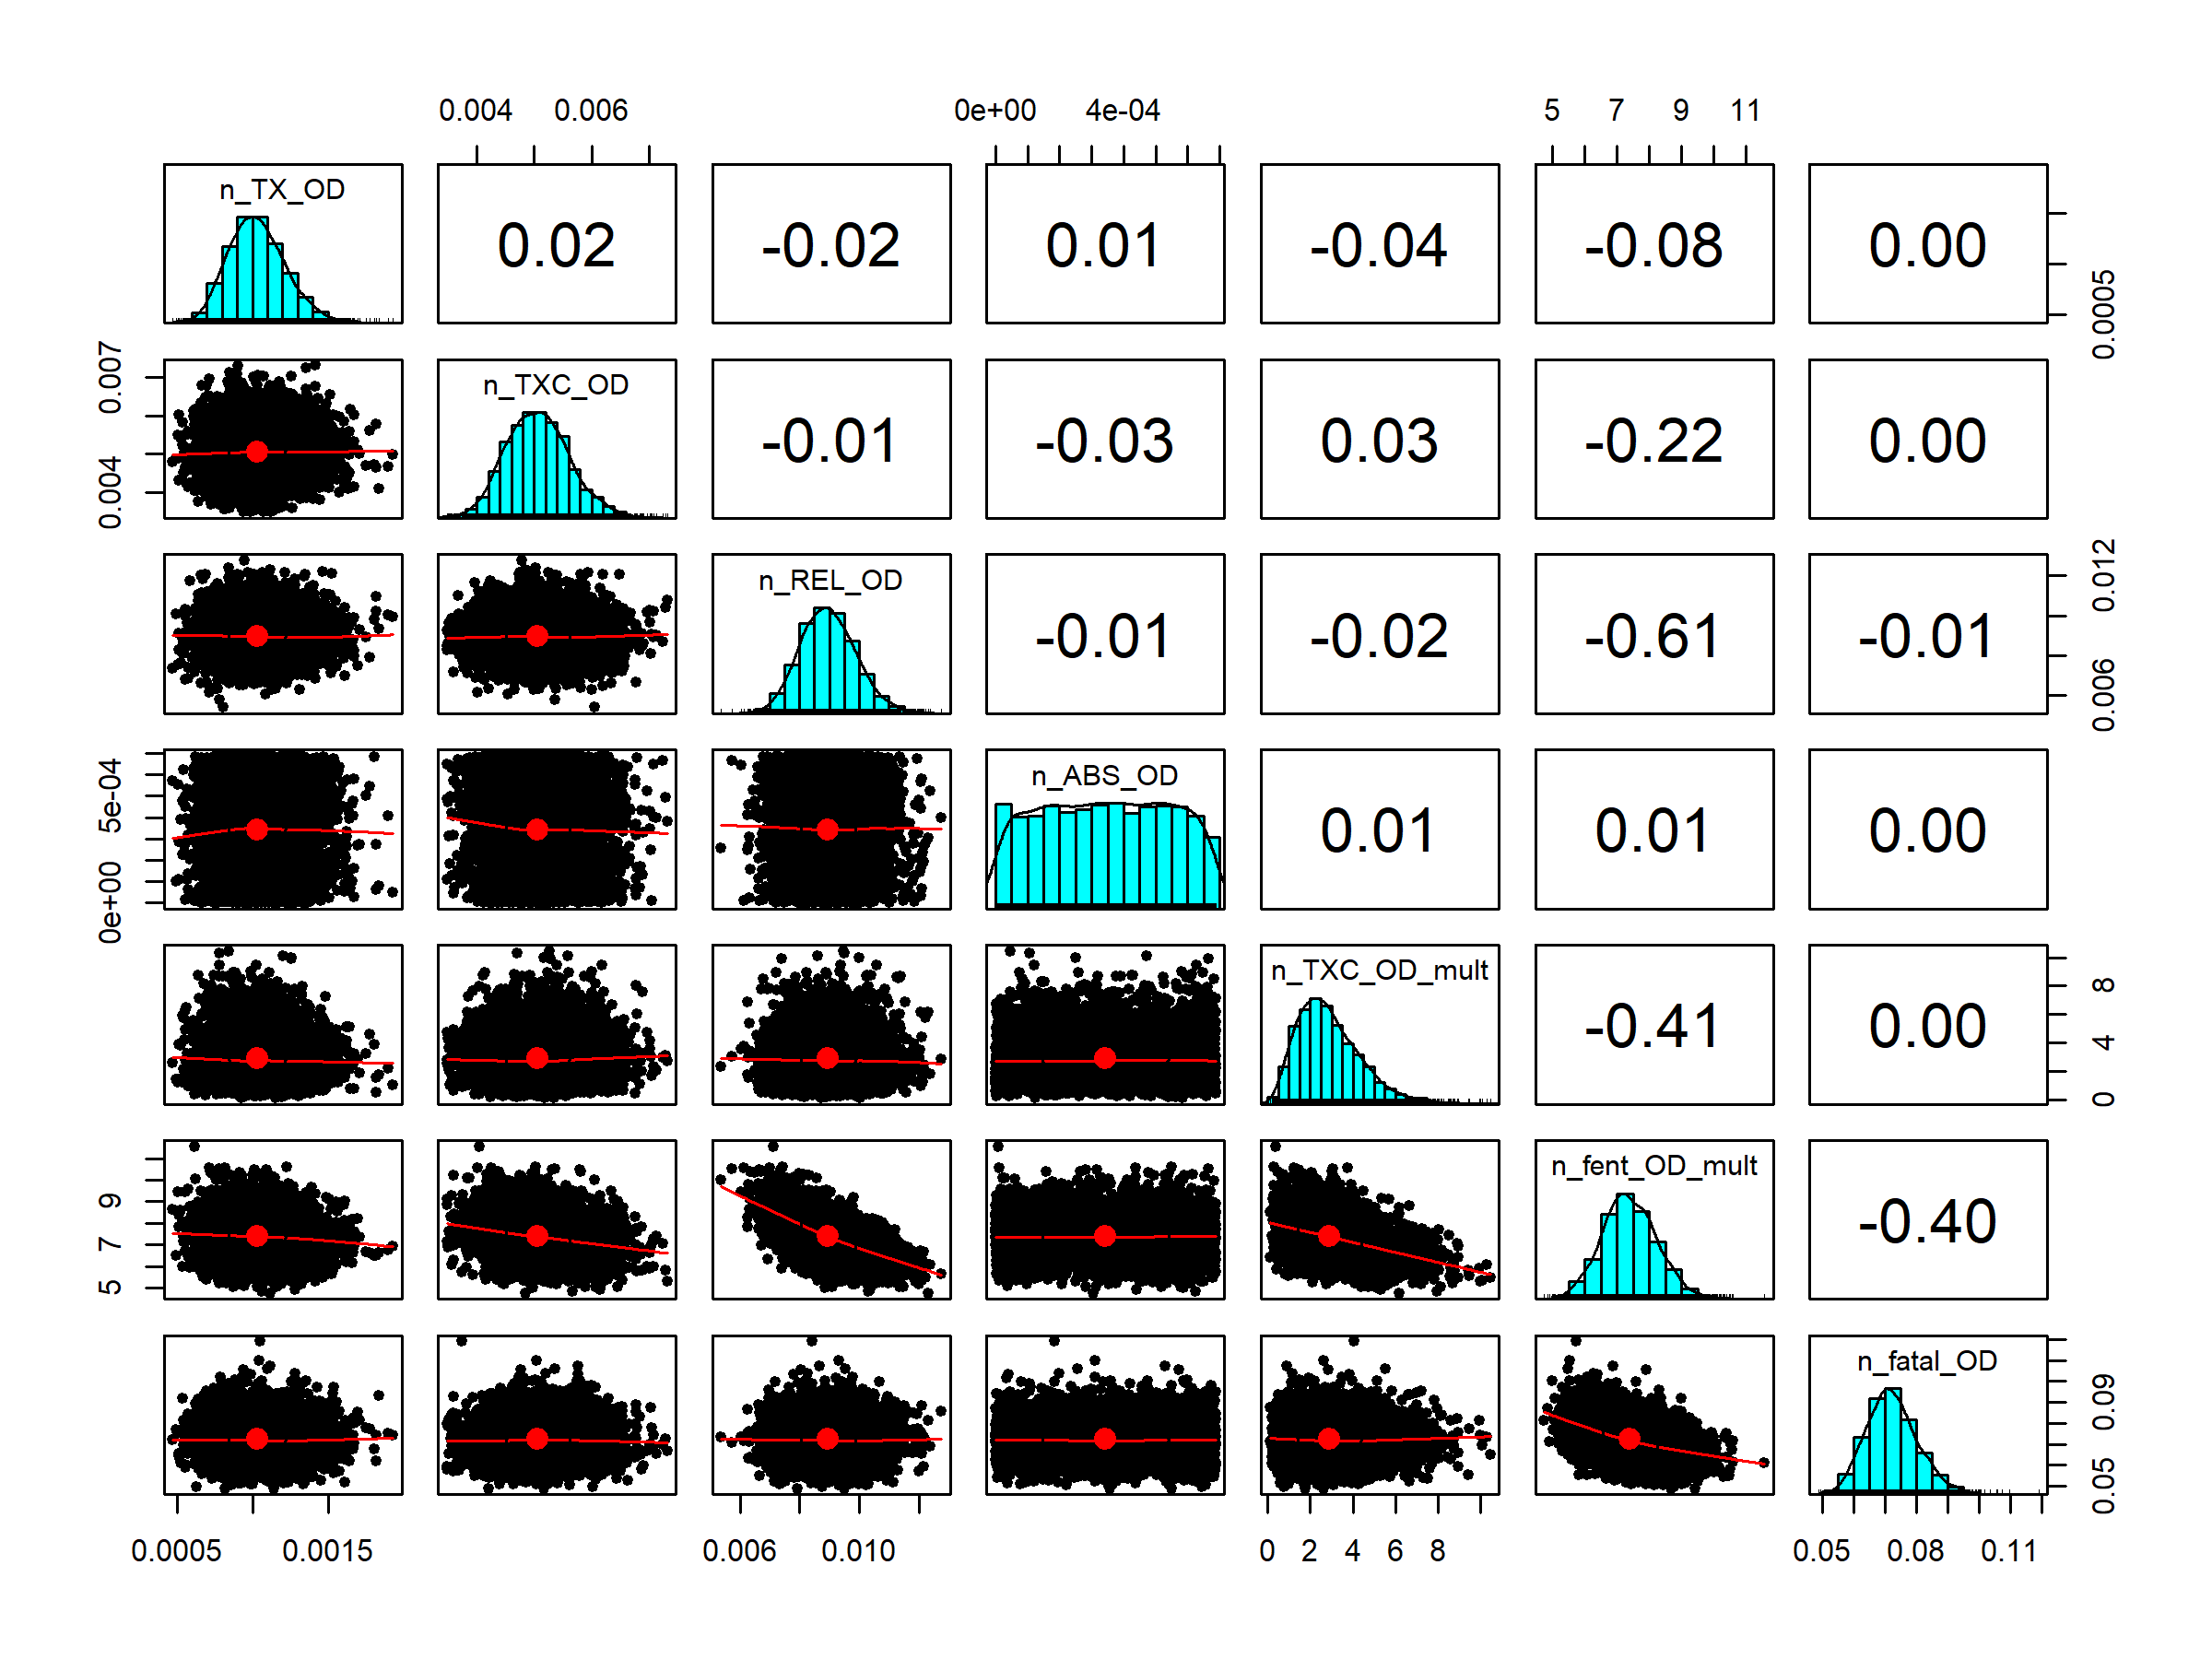 0.004 0.006 0e+00 4e-04 5 7 9 11
n_TX_OD 0.02 -0.02 0.01 -0.04 -0.08 0.00 0.0005
0.004 0.007 n_TXC_OD -0.01 -0.03 0.03 -0.22 0.00
n_REL_OD -0.01 -0.02 -0.61 -0.01 0.006 0.012
0e+00 5e-04 n_ABS_OD 0.01 0.01 0.00
n_TXC_OD_mult -0.41 0.00 0 4 8
5 7 9 n_fent_OD_mult -0.40
n_fatal_OD 0.05 0.09
0.0005 0.0015 0.006 0.010 0 2 4 6 8 0.05 0.08 0.11